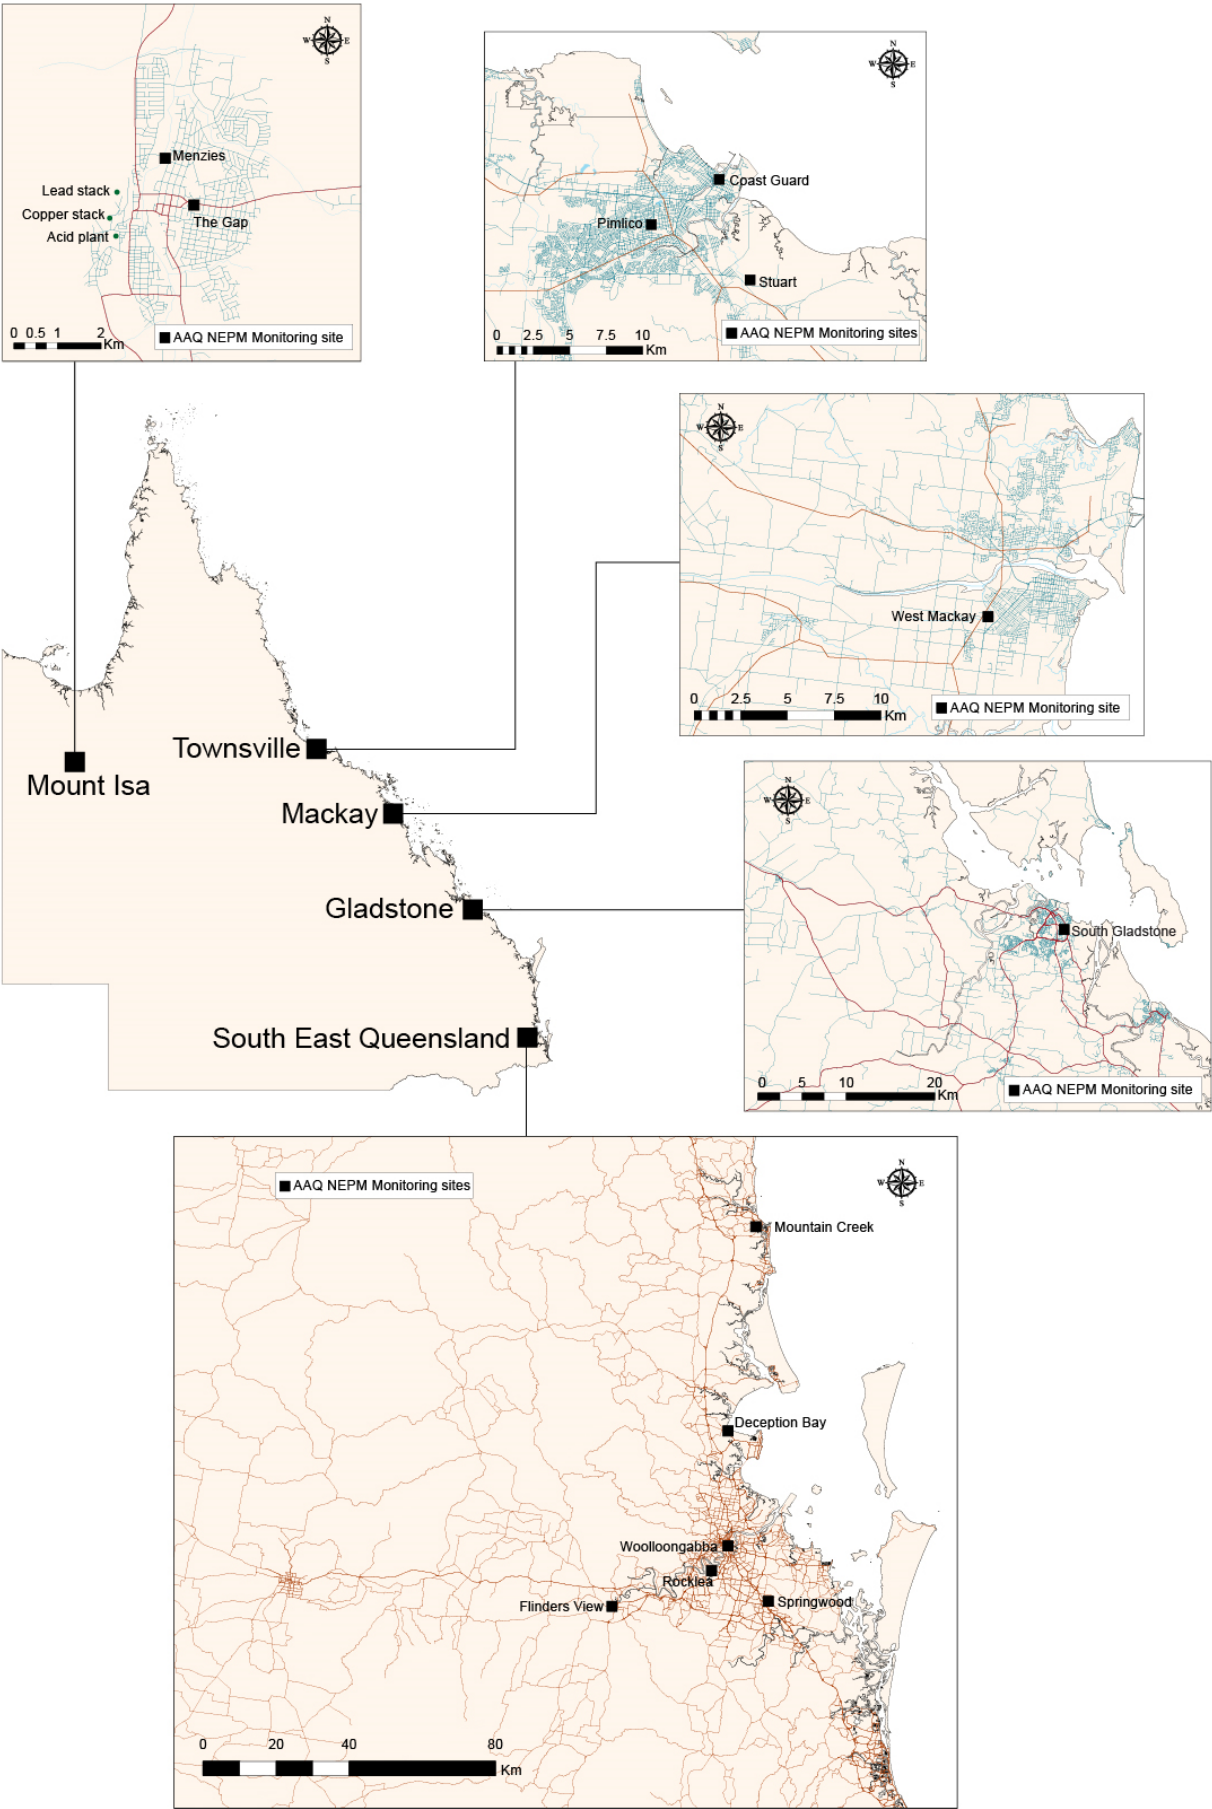 N
W E
S
Menzies
Lead stack
Copper stack
The Gap
Acid plant
0 0.5 1 2
Km
AAQ NEPM Monitoring site
N
W E
S
Coast Guard
Pimlico
Stuart
0 2.5 5 7.5 10
Km
AAQ NEPM Monitoring sites
N
W E
S
West Mackay
0 2.5 5 7.5 10
Km
AAQ NEPM Monitoring site
Townsville
Mount Isa
Mackay
Gladstone
South East Queensland
N
W E
S
South Gladstone
0 5 10 20
Km
AAQ NEPM Monitoring site
AAQ NEPM Monitoring sites
N
W E
S
Mountain Creek
Deception Bay
Woolloongabba
Rocklea
Flinders View
Springwood
0 20 40 80
Km